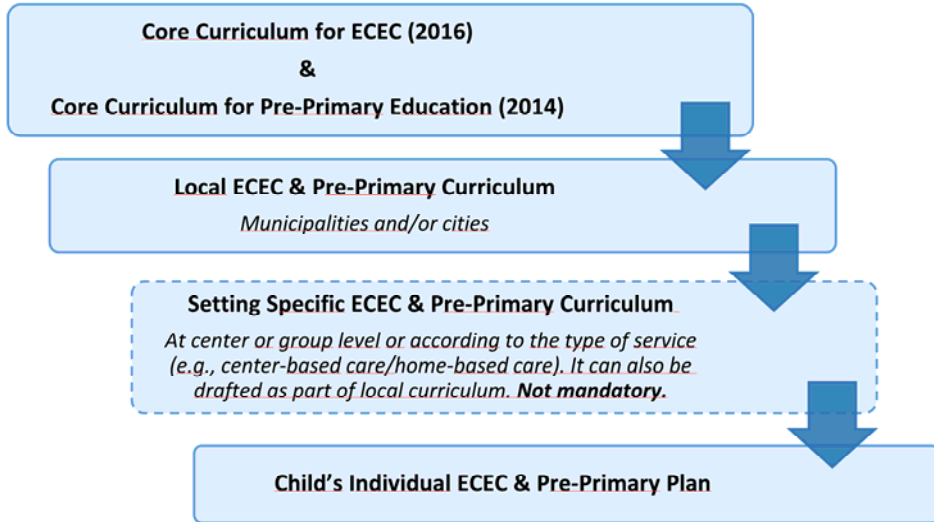 Core Curriculum for ECEC (2016)
&
Core Curriculum for Pre-Primary Education (2014)
Local ECEC & Pre-Primary Curriculum
Municipalities and/or cities
Setting Specific ECEC & Pre-Primary Curriculum
At center or group level or according to the type of service
(e.g., center-based care/home-based care). It can also be
drafted as part of local curriculum. Not mandatory.
Child’s Individual ECEC & Pre-Primary Plan